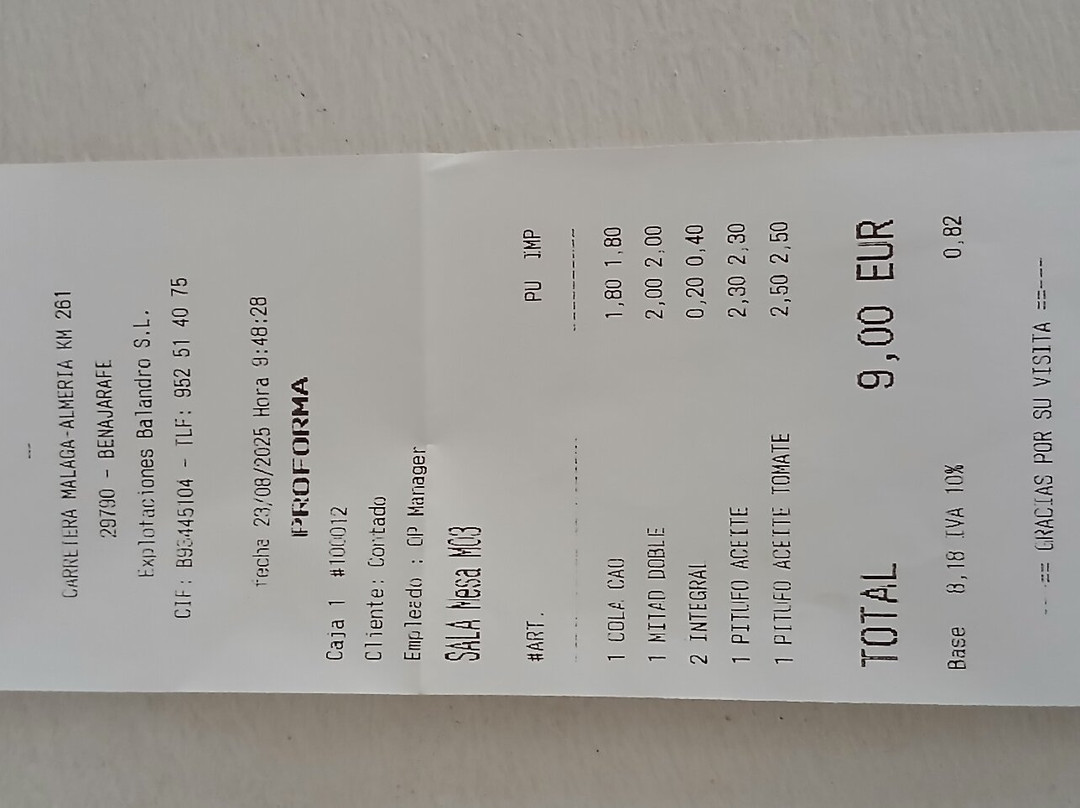 CARRETERA MALAGA-ALMERIA KM 261
29790 - BENAJARAFE
Explotaciones Balandro S.L.
CIF: B93445104 - TLF: 952 51 40 75
Fecha 23/08/2025 Hora 9:48:28
PROFORMA
Caja 1 #100012
Cliente: Contado
Empleado : OP Manager
SALA Mesa M03
#ART. PU IMP
1 COLA CAO 1,80 1,80
1 MITAD DOBLE 2,00 2,00
2 INTEGRAL 0,20 0,40
1 PITUFO ACEITE 2,30 2,30
1 PITUFO ACEITE TOMATE 2,50 2,50
TOTAL 9,00 EUR
Base 8,18 IVA 10% 0,82
---== GRACIAS POR SU VISITA ==---